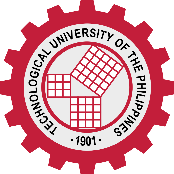 TECHNOLOGICAL UNIVERSITY OF THE PHILIPPINES
· 1901 ·